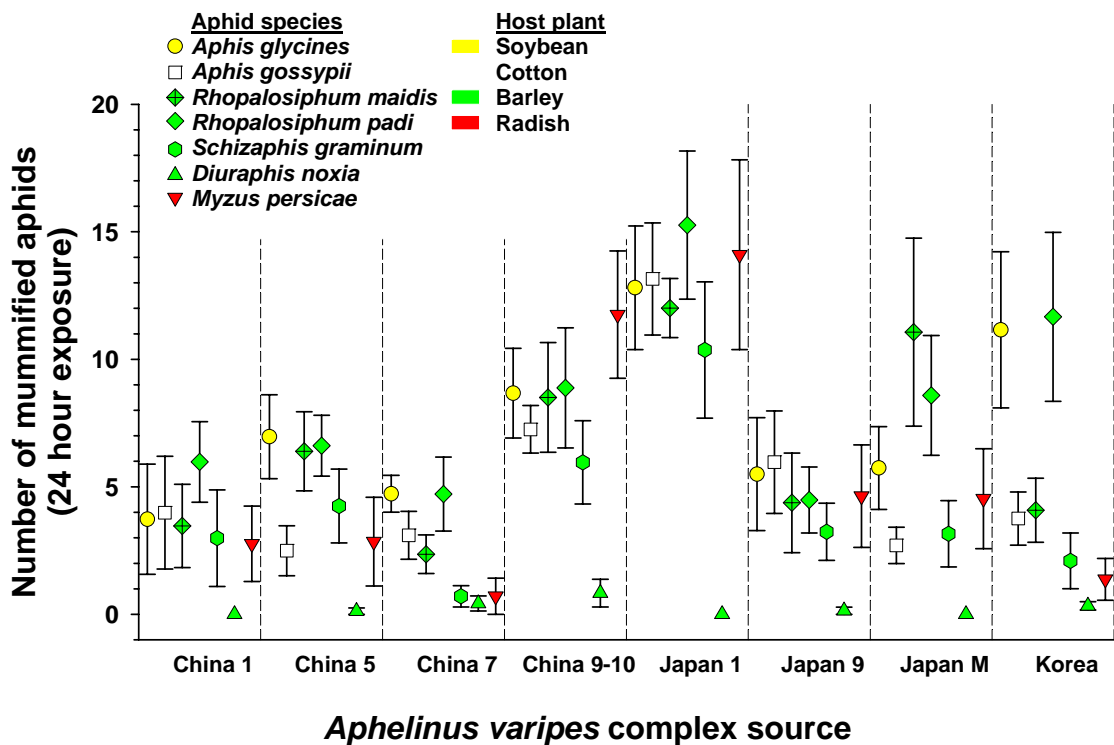 Aphid species
Aphis glycines
Aphis gossypii
Rhopalosiphum maidis
Rhopalosiphum padi
Schizaphis graminum
Diuraphis noxia
Myzus persicae
Host plant
Soybean
Cotton
Barley
Radish
Number of mummified aphids
(24 hour exposure)
20
15
10
5
0
China 1
China 5
China 7
China 9-10
Japan 1
Japan 9
Japan M
Korea
Aphelinus varipes complex source